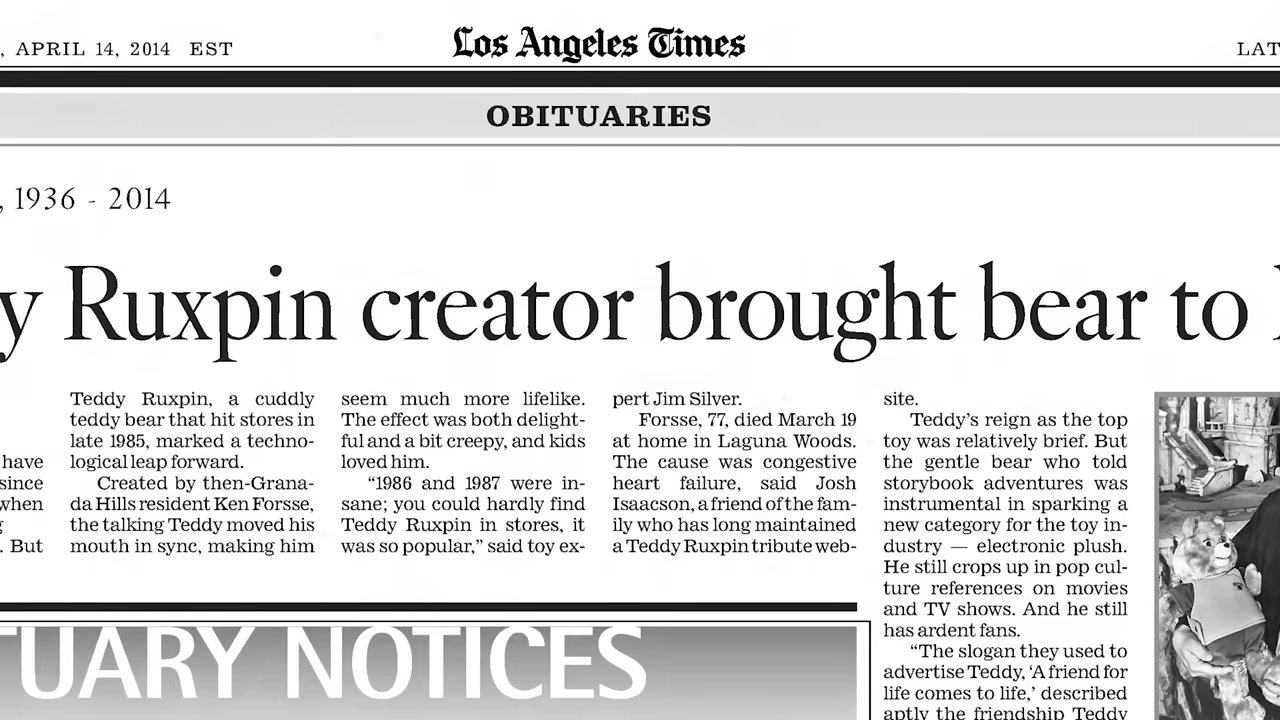 , APRIL 14, 2014 EST
Los Angeles Times
LAT
OBITUARIES
, 1936 - 2014
y Ruxpin creator brought bear to
have
since
when
g
. But
Teddy Ruxpin, a cuddly
teddy bear that hit stores in
late 1985, marked a techno-
logical leap forward.
Created by then-Grana-
da Hills resident Ken Forsse,
the talking Teddy moved his
mouth in sync, making him
seem much more lifelike.
The effect was both delight-
ful and a bit creepy, and kids
loved him.
“1986 and 1987 were in-
sane; you could hardly find
Teddy Ruxpin in stores, it
was so popular,” said toy ex-
pert Jim Silver.
Forsse, 77, died March 19
at home in Laguna Woods.
The cause was congestive
heart failure, said Josh
Isaacson, a friend of the fam-
ily who has long maintained
a Teddy Ruxpin tribute web-
site.
Teddy’s reign as the top
toy was relatively brief. But
the gentle bear who told
storybook adventures was
instrumental in sparking a
new category for the toy in-
dustry — electronic plush.
He still crops up in pop cul-
ture references on movies
and TV shows. And he still
has ardent fans.
“The slogan they used to
advertise Teddy, ‘A friend for
life comes to life,’ described
aptly the friendship Teddy
TUARY NOTICES